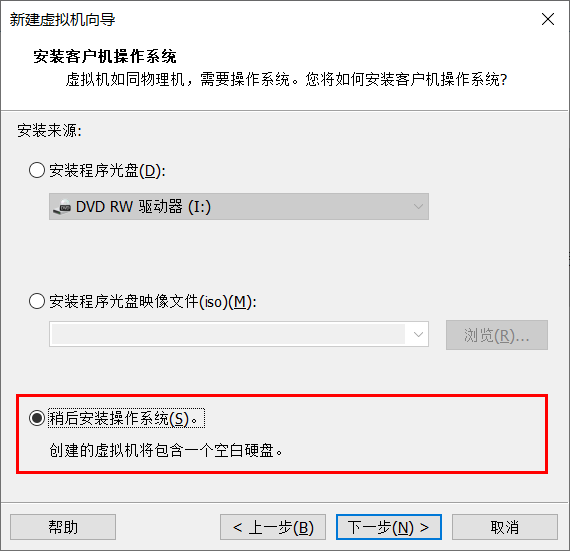 新建虚拟机向导
安装客户机操作系统
虚拟机如同物理机，需要操作系统。您将如何安装客户机操作系统?
安装来源:
安装程序光盘(D):
DVD RW 驱动器 (I:)
安装程序光盘映像文件(iso)(M):
浏览(R)...
稍后安装操作系统(S)。
创建的虚拟机将包含一个空白硬盘。
帮助
< 上一步(B)
下一步(N) >
取消